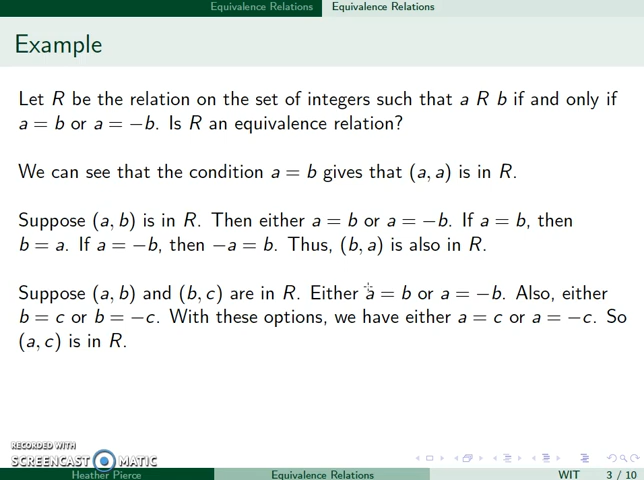 Equivalence Relations Equivalence Relations
Example
Let R be the relation on the set of integers such that a R b if and only if
a = b or a = −b. Is R an equivalence relation?
We can see that the condition a = b gives that (a, a) is in R.
Suppose (a, b) is in R. Then either a = b or a = −b. If a = b, then
b = a. If a = −b, then −a = b. Thus, (b, a) is also in R.
Suppose (a, b) and (b, c) are in R. Either a = b or a = −b. Also, either
b = c or b = −c. With these options, we have either a = c or a = −c. So
(a, c) is in R.
RECORDED WITH
SCREENCAST MATIC
Heather Pierce Equivalence Relations WIT 3 / 10